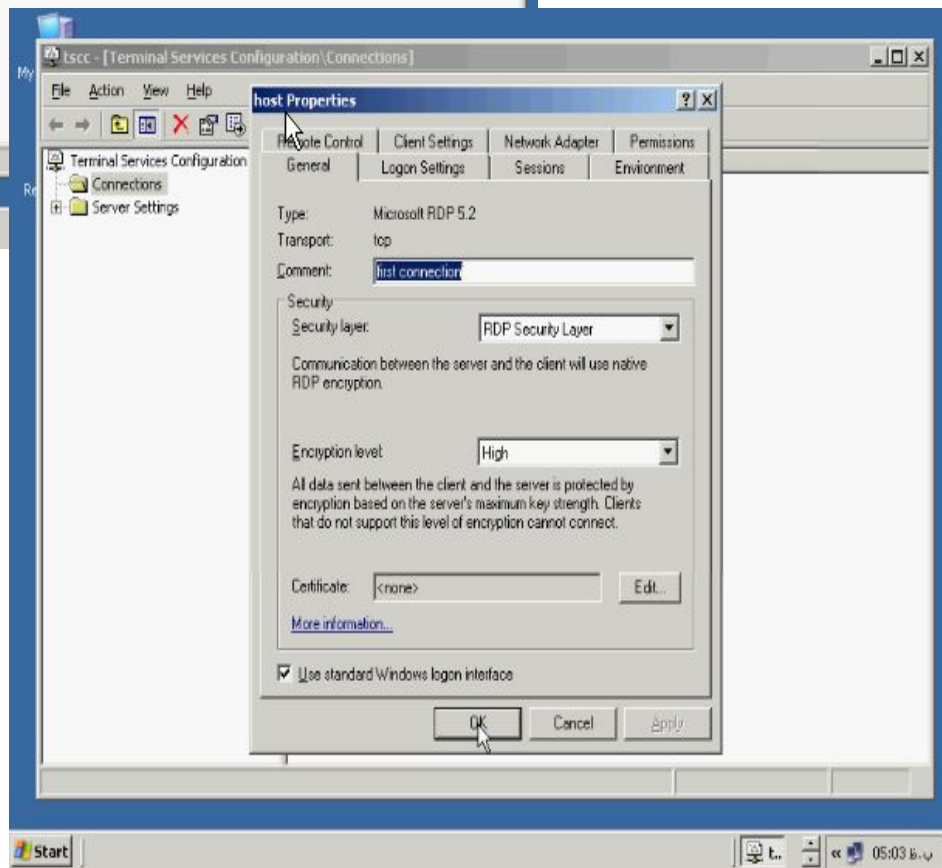 My
tscc - [Terminal Services Configuration\Connections]
File Action View Help
Terminal Services Configuration
Connections
Server Settings
host Properties
Remote Control Client Settings Network Adapter Permissions
General Logon Settings Sessions Environment
Type: Microsoft RDP 5.2
Transport: tcp
Comment: first connection
Security
Security layer: RDP Security Layer
Communication between the server and the client will use native
RDP encryption.
Encryption level: High
All data sent between the client and the server is protected by
encryption based on the server's maximum key strength. Clients
that do not support this level of encryption cannot connect.
Certificate: <none> Edit...
More information...
Use standard Windows logon interface
OK Cancel Apply
Re
Start t.. « 05:03 ب.ظ